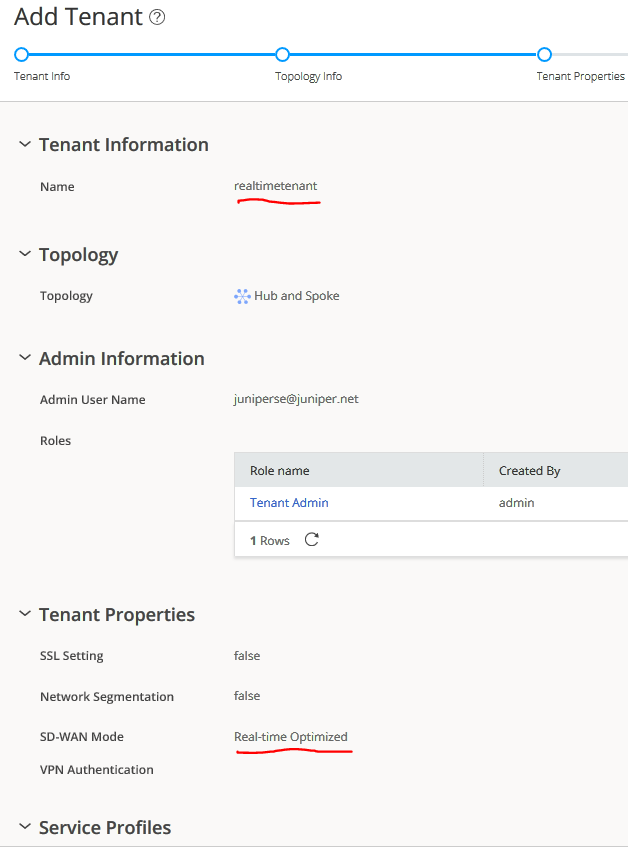 Add Tenant ?
Tenant Info Topology Info Tenant Properties
Tenant Information
Name realtimetenant
Topology
Topology Hub and Spoke
Admin Information
Admin User Name juniperse@juniper.net
Roles
Role name Created By
Tenant Admin admin
1 Rows
Tenant Properties
SSL Setting false
Network Segmentation false
SD-WAN Mode Real-time Optimized
VPN Authentication
Service Profiles